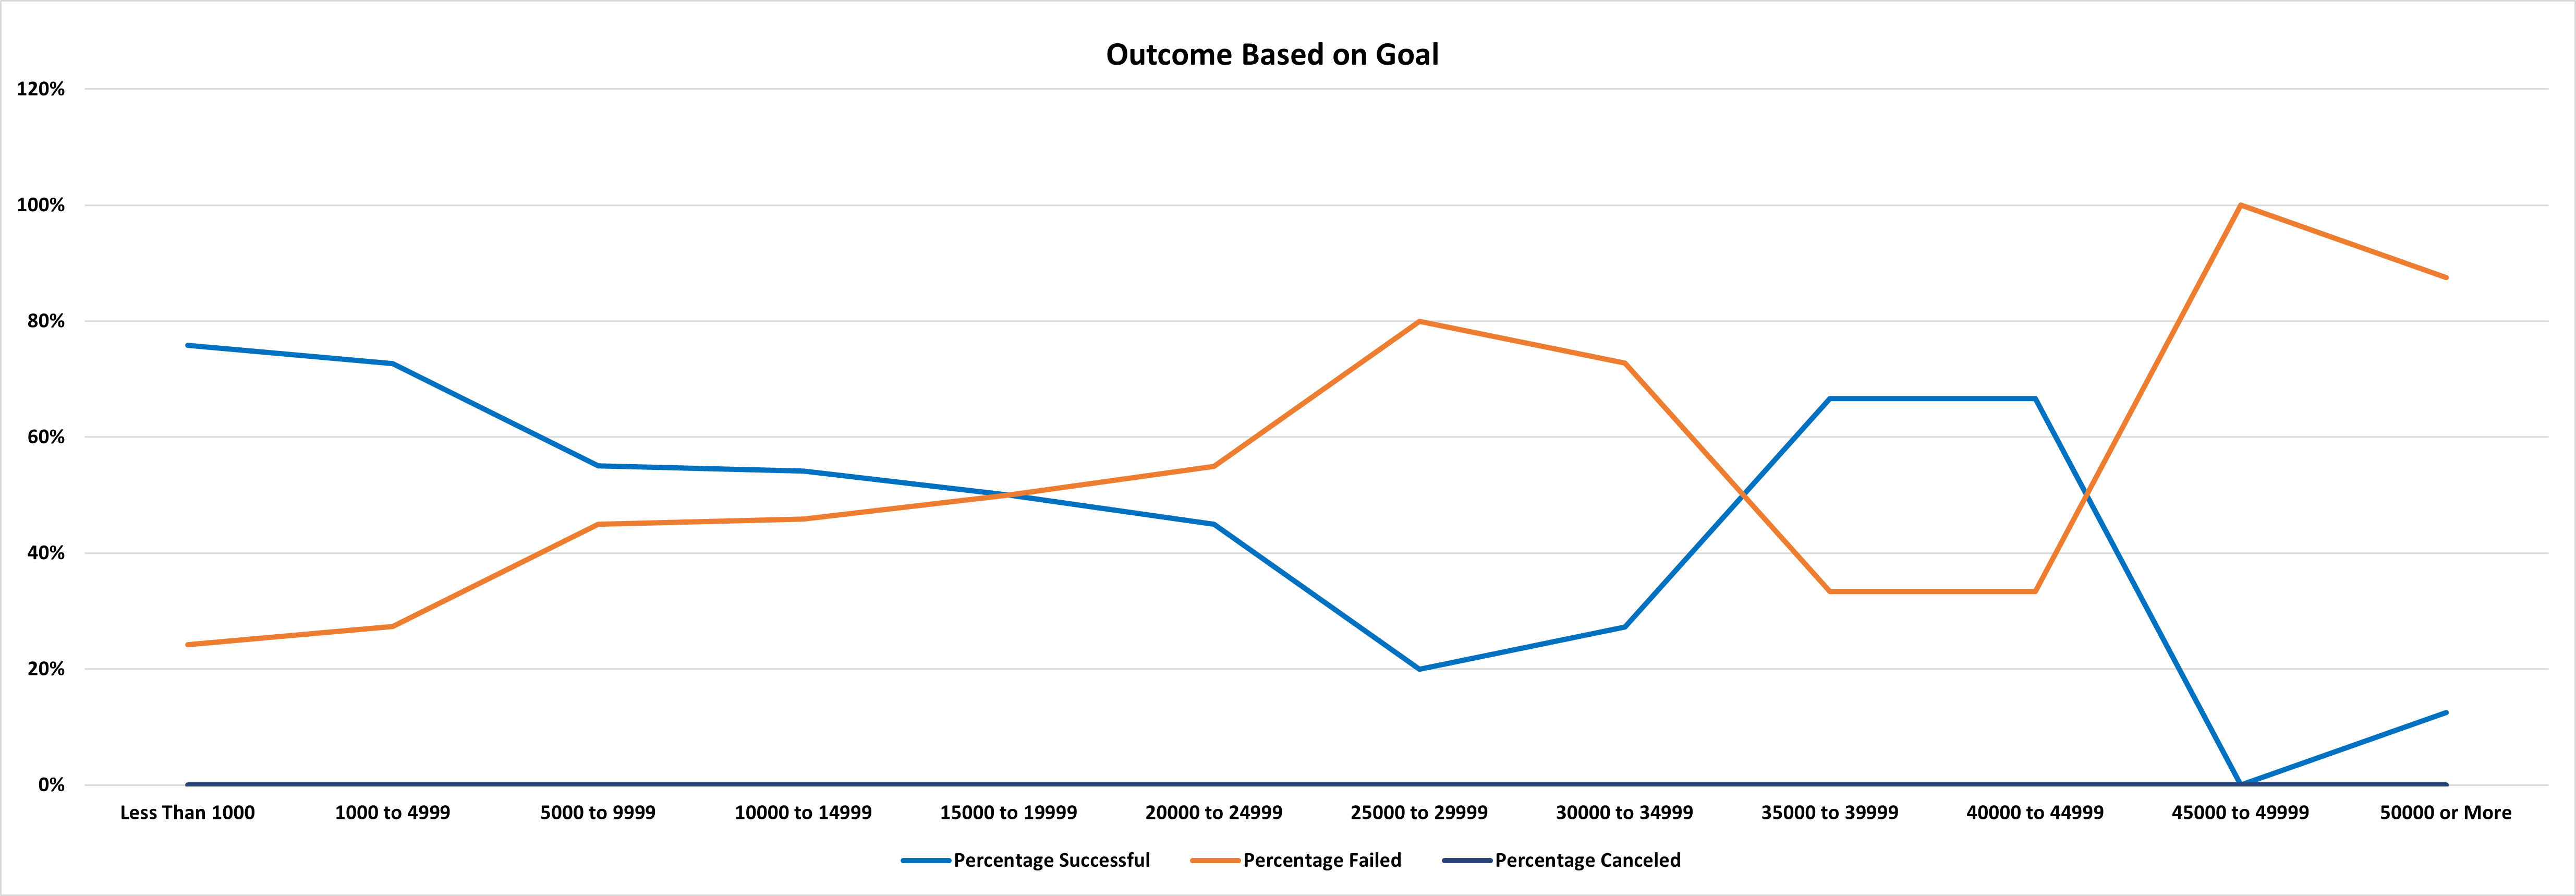 Outcome Based on Goal
120%
100%
80%
60%
40%
20%
0%
Less Than 1000 1000 to 4999 5000 to 9999 10000 to 14999 15000 to 19999 20000 to 24999 25000 to 29999 30000 to 34999 35000 to 39999 40000 to 44999 45000 to 49999 50000 or More
Percentage Successful Percentage Failed Percentage Canceled